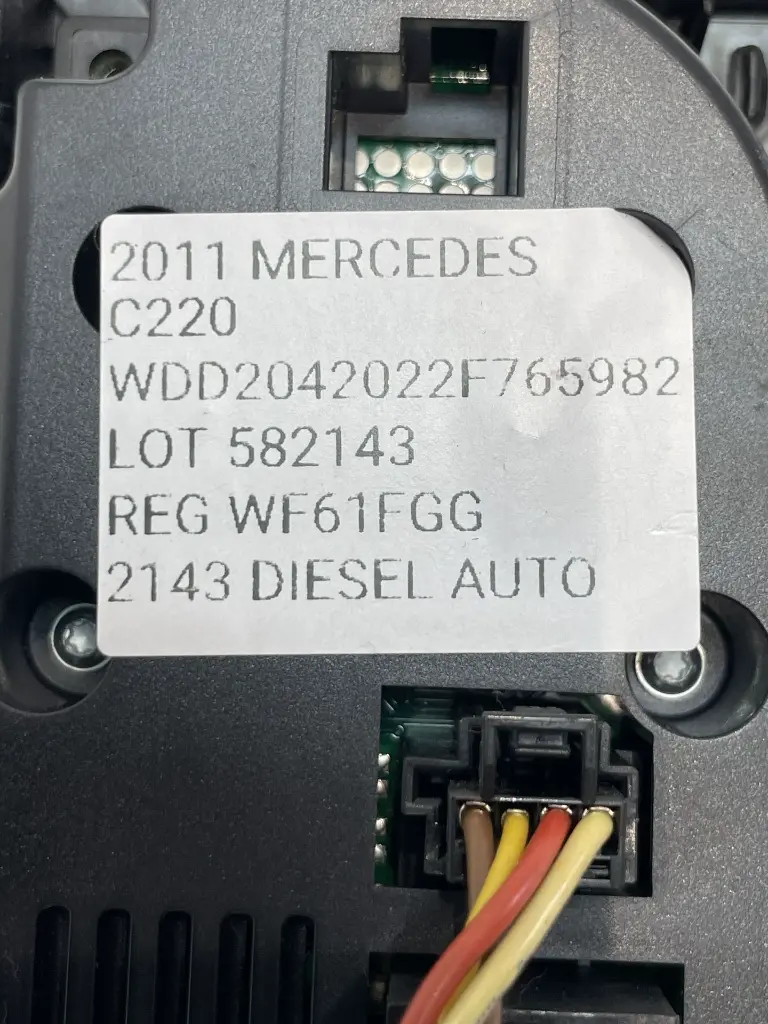 2011 MERCEDES
C220
WDD2042022F765982
LOT 582143
REG WF61FGG
2143 DIESEL AUTO